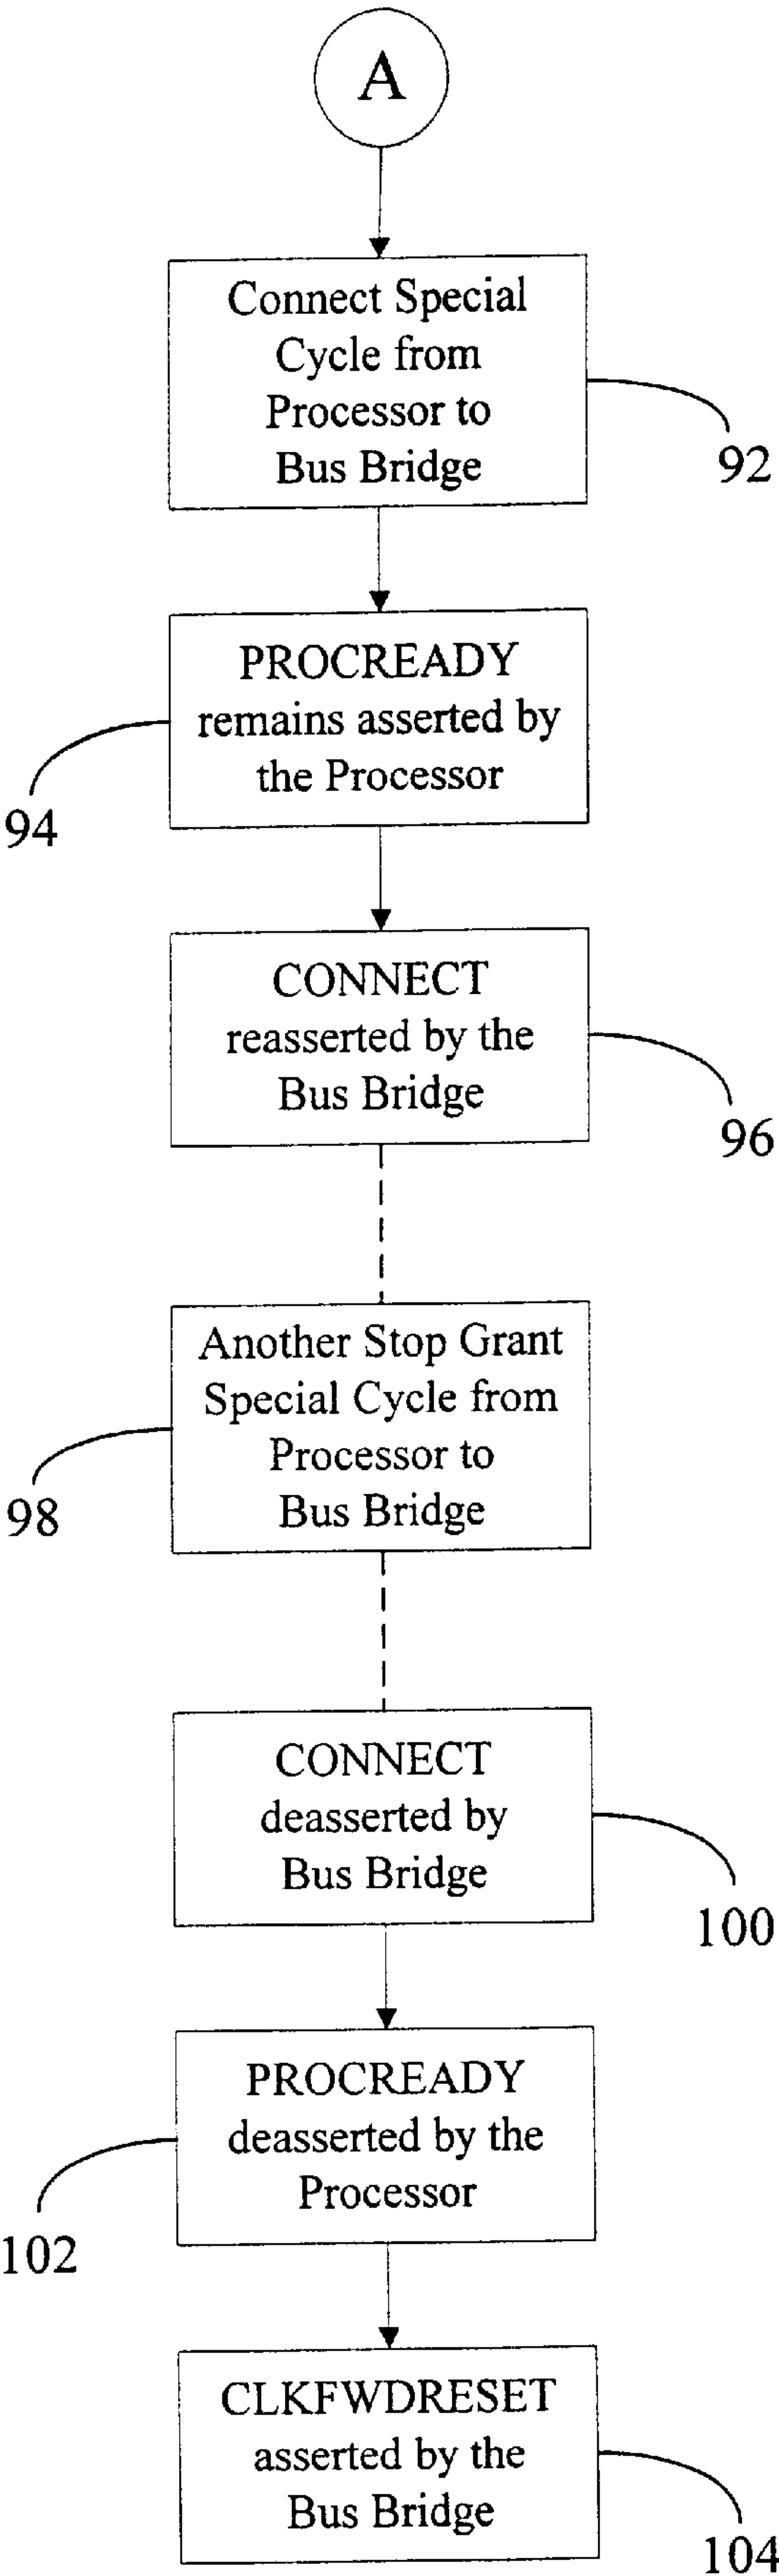 A
Connect Special
Cycle from
Processor to
Bus Bridge
92
PROCREADY
remains asserted by
the Processor
94
CONNECT
reasserted by the
Bus Bridge
96
Another Stop Grant
Special Cycle from
Processor to
Bus Bridge
98
CONNECT
deasserted by
Bus Bridge
100
PROCREADY
deasserted by the
Processor
102
CLKFWDRESET
asserted by the
Bus Bridge
104